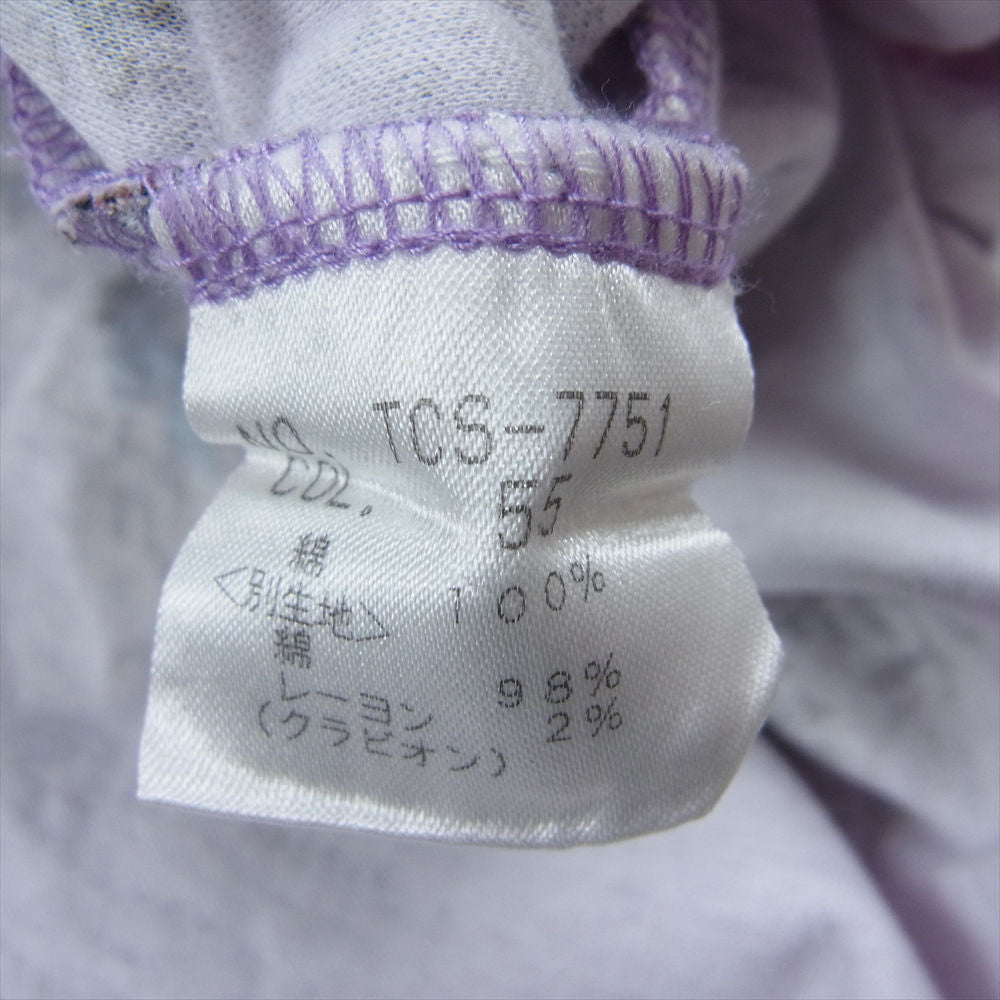 NO. TCS-7751
COL. 55
綿 100%
<別生地>
綿 98%
レーヨン 2%
(クラビオン)